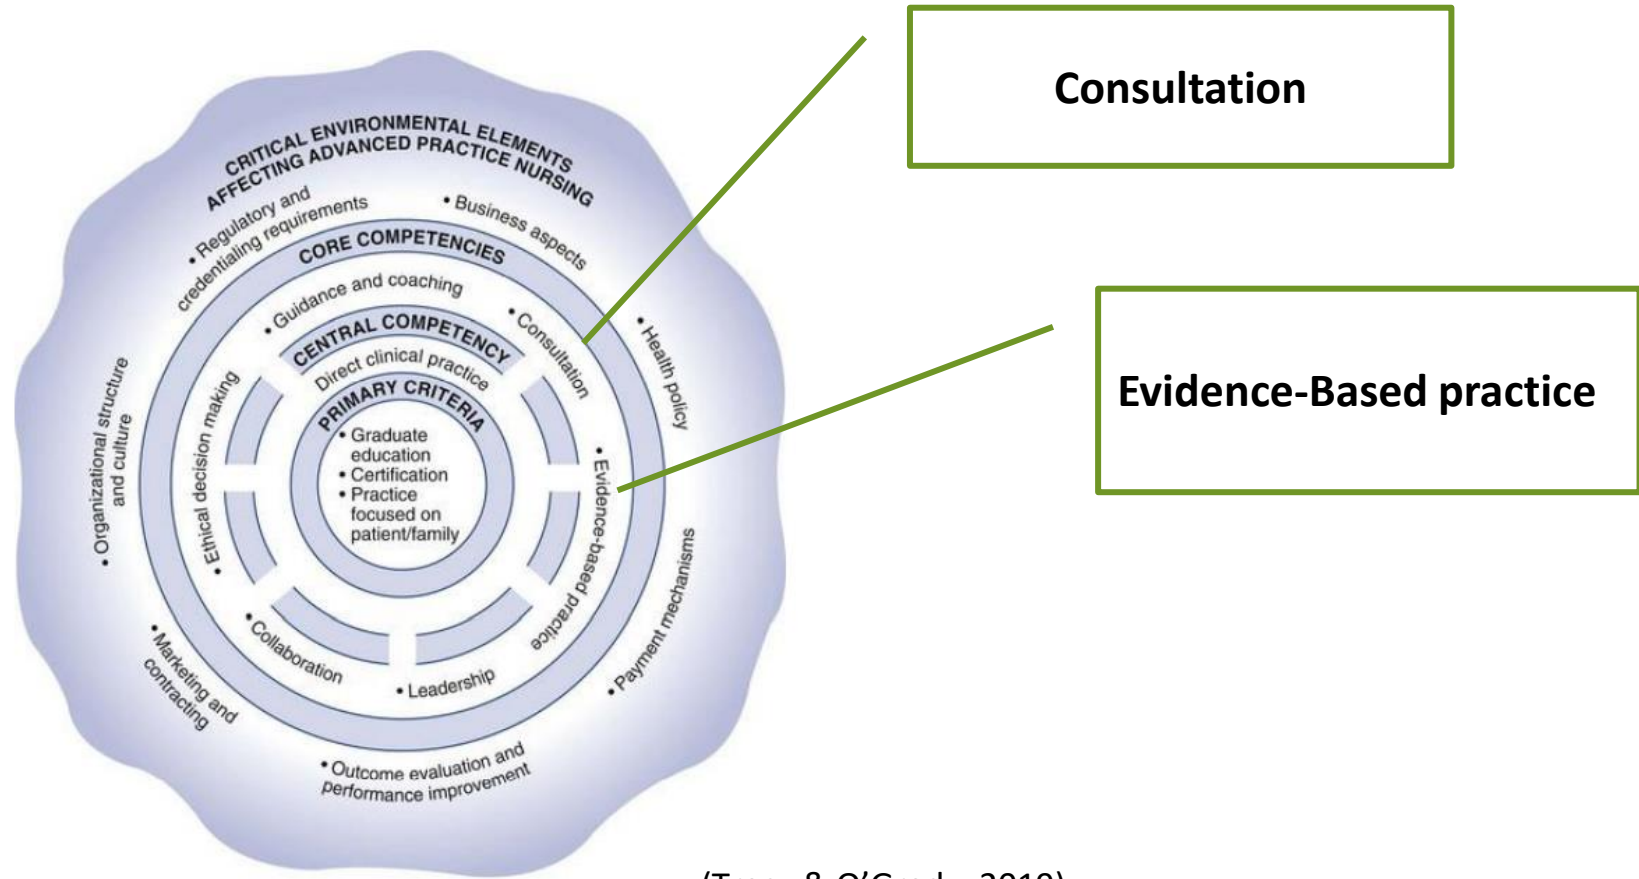 Consultation
Evidence-Based practice
CRITICAL ENVIRONMENTAL ELEMENTS
AFFECTING ADVANCED PRACTICE NURSING
• Regulatory and
credentialing requirements
• Business aspects
• Health policy
• Payment mechanisms
• Outcome evaluation and
performance improvement
• Marketing and
contracting
• Organizational structure
and culture
CORE COMPETENCIES
• Guidance and coaching
• Consultation
• Evidence-based practice
• Leadership
• Collaboration
• Ethical decision making
CENTRAL COMPETENCY
Direct clinical practice
PRIMARY CRITERIA
• Graduate
education
• Certification
• Practice
focused on
patient/family
& O'Grady, 2019)